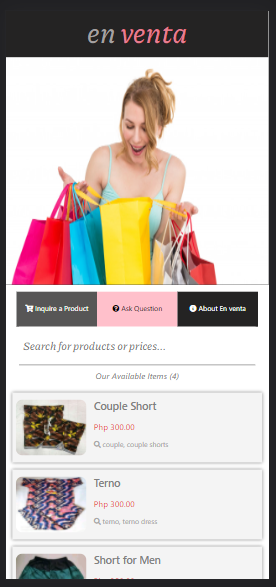 en venta
Inquire a Product
Ask Question
About En venta
Search for products or prices...
Our Available Items (4)
Couple Short
Php 300.00
couple, couple shorts
Terno
Php 300.00
terno, terno dress
Short for Men